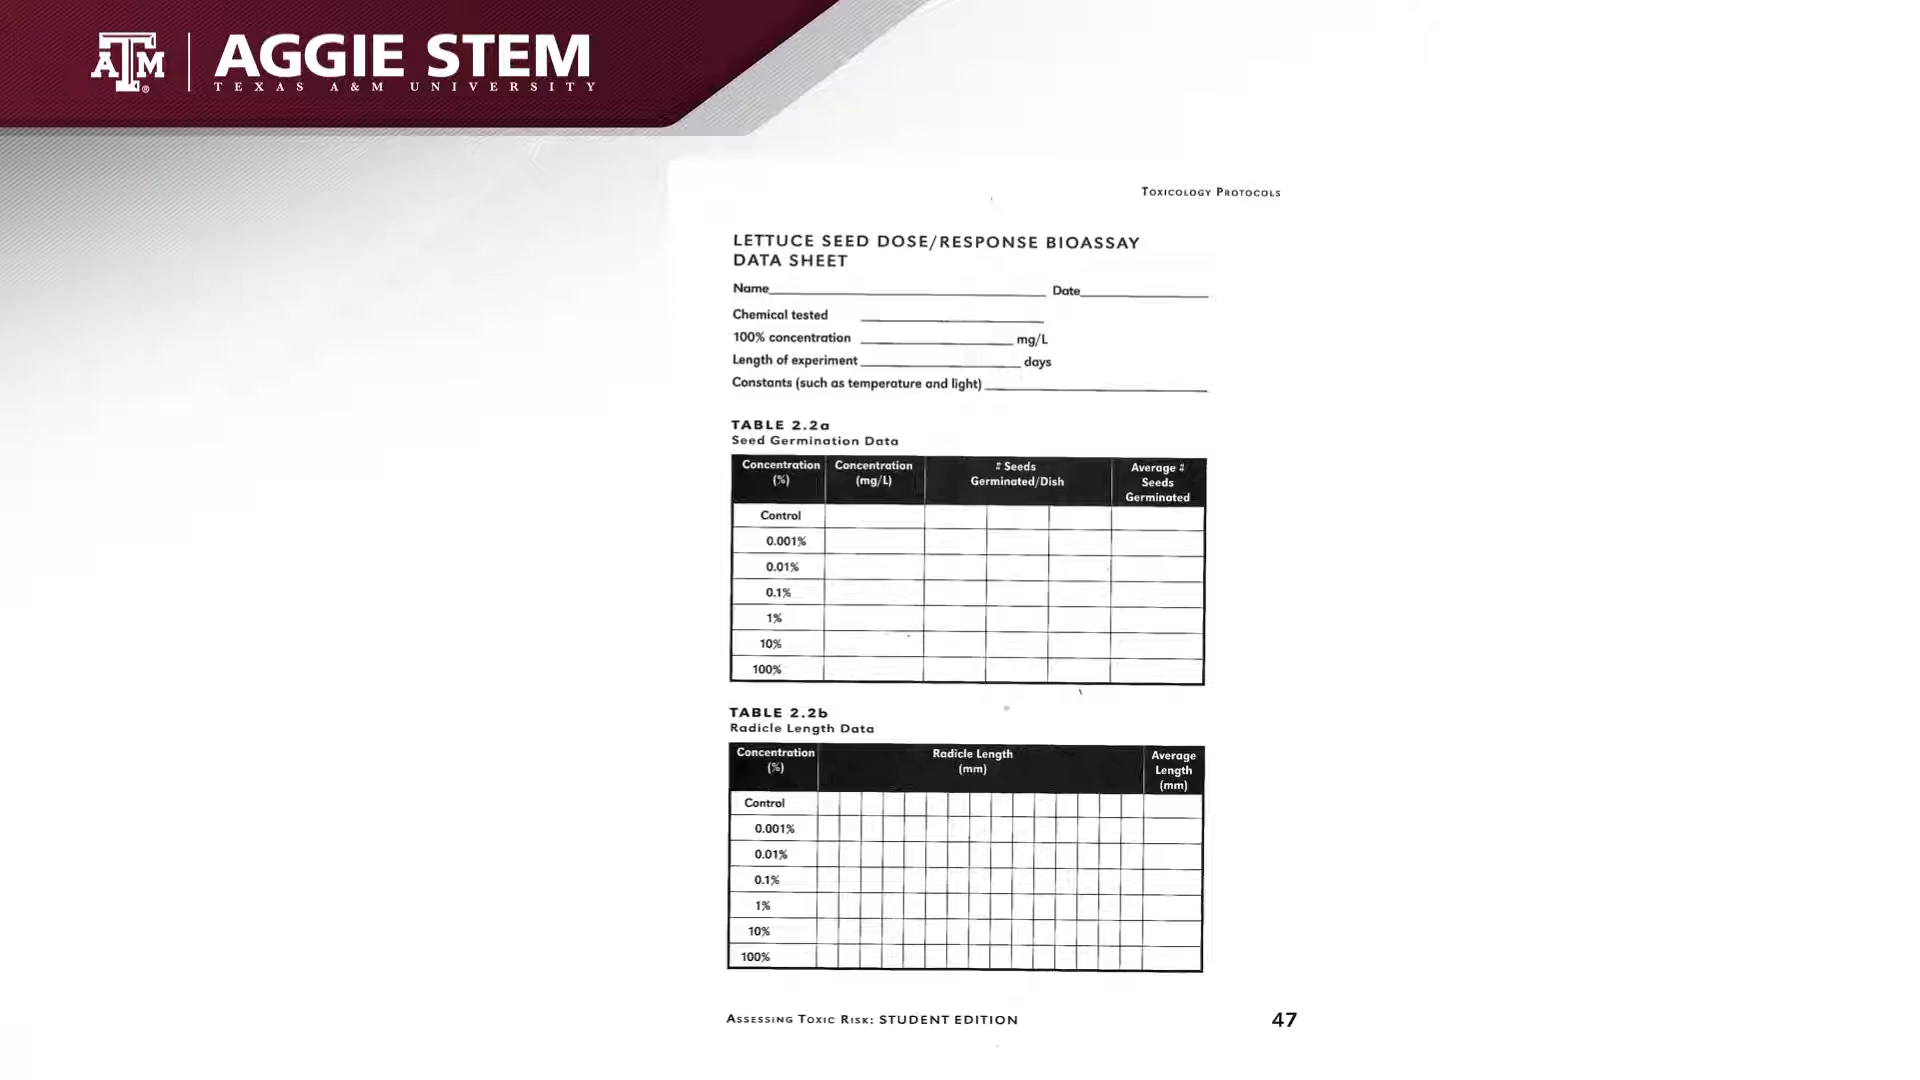 ATM® AGGIE STEM
TEXAS A&M UNIVERSITY
TOXICOLOGY PROTOCOLS
LETTUCE SEED DOSE/RESPONSE BIOASSAY
DATA SHEET
Name Date
Chemical tested
100% concentration mg/L
Length of experiment days
Constants (such as temperature and light)
TABLE 2.2a
Seed Germination Data
Concentration (%) Concentration (mg/L) # Seeds Germinated/Dish Average # Seeds Germinated
Control
0.001%
0.01%
0.1%
1%
10%
100%
TABLE 2.2b
Radicle Length Data
Concentration (%) Radicle Length (mm) Average Length (mm)
Control
0.001%
0.01%
0.1%
1%
10%
100%
ASSESSING TOXIC RISK: STUDENT EDITION 47